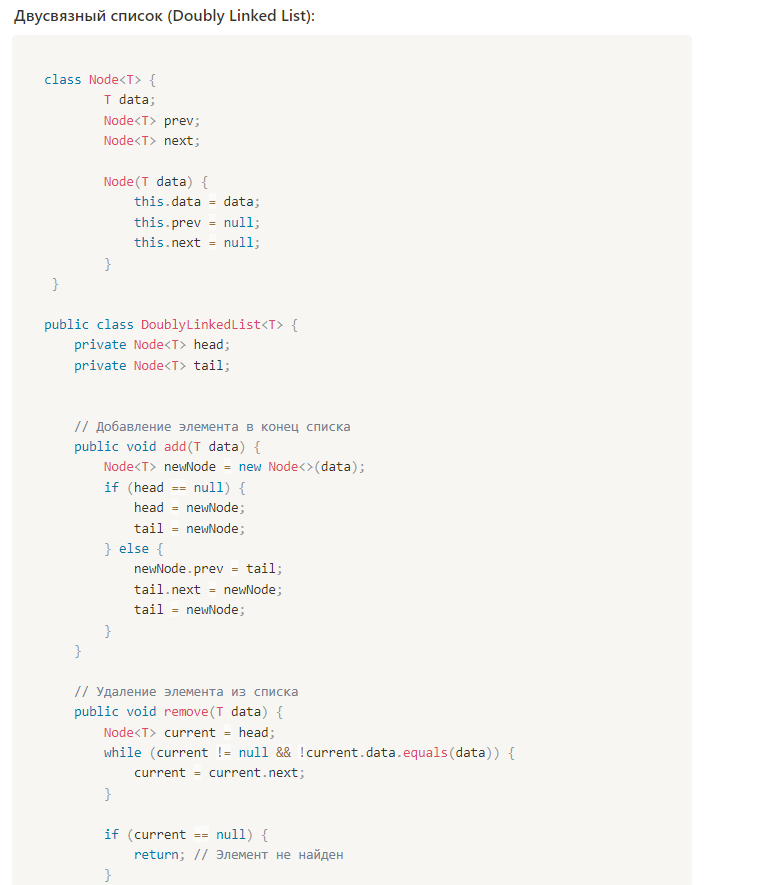 Двусвязный список (Doubly Linked List):
class Node<T> {
        T data;
        Node<T> prev;
        Node<T> next;

        Node(T data) {
            this.data = data;
            this.prev = null;
            this.next = null;
        }
 }

public class DoublyLinkedList<T> {
    private Node<T> head;
    private Node<T> tail;


    // Добавление элемента в конец списка
    public void add(T data) {
        Node<T> newNode = new Node<>(data);
        if (head == null) {
            head = newNode;
            tail = newNode;
        } else {
            newNode.prev = tail;
            tail.next = newNode;
            tail = newNode;
        }
    }

    // Удаление элемента из списка
    public void remove(T data) {
        Node<T> current = head;
        while (current != null && !current.data.equals(data)) {
            current = current.next;
        }

        if (current == null) {
            return; // Элемент не найден
        }